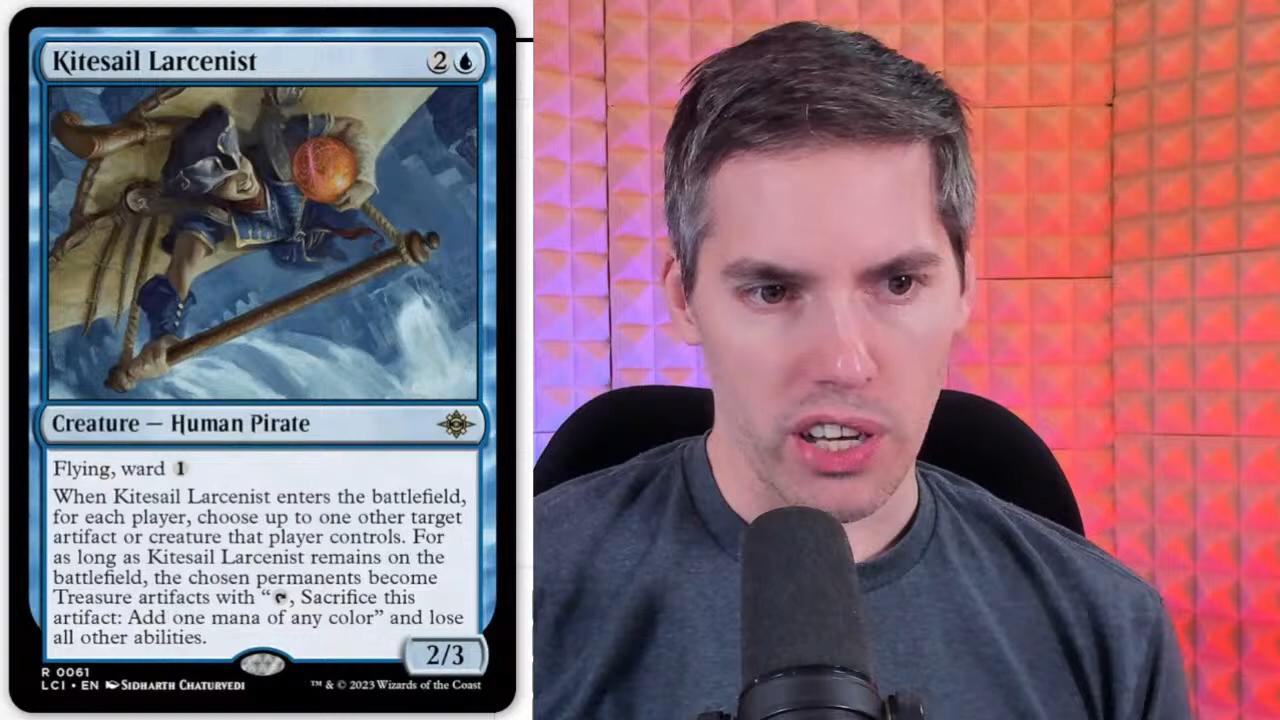 Kitesail Larcenist 2
Creature — Human Pirate
Flying, ward 1
When Kitesail Larcenist enters the battlefield,
for each player, choose up to one other target
artifact or creature that player controls. For
as long as Kitesail Larcenist remains on the
battlefield, the chosen permanents become
Treasure artifacts with “, Sacrifice this
artifact: Add one mana of any color” and lose
all other abilities.
2/3
R 0061
LCI • EN SIDHARTH CHATURVEDI ™ & © 2023 Wizards of the Coast